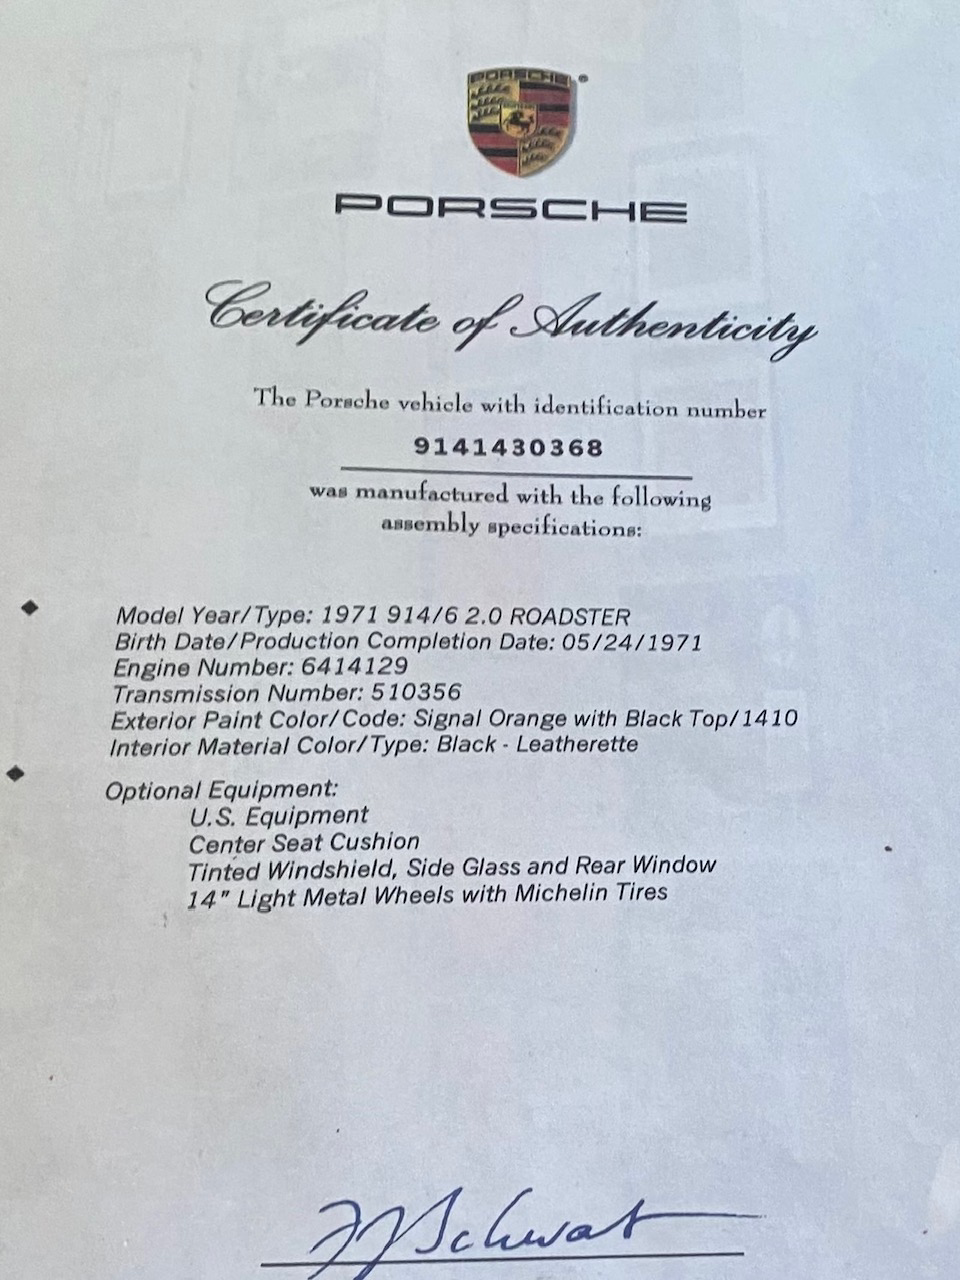 PORSCHE
PORSCHE
Certificate of Authenticity
The Porsche vehicle with identification number
9141430368
was manufactured with the following
assembly specifications:
Model Year/Type: 1971 914/6 2.0 ROADSTER
Birth Date/Production Completion Date: 05/24/1971
Engine Number: 6414129
Transmission Number: 510356
Exterior Paint Color/Code: Signal Orange with Black Top/1410
Interior Material Color/Type: Black - Leatherette
Optional Equipment:
U.S. Equipment
Center Seat Cushion
Tinted Windshield, Side Glass and Rear Window
14" Light Metal Wheels with Michelin Tires